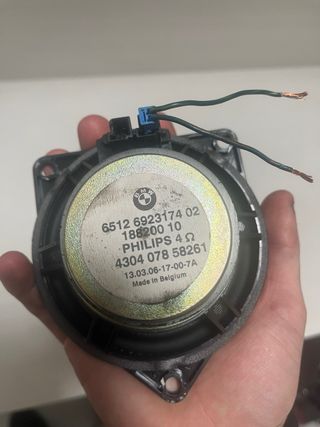 BMW
6512 6923174 02
188200 10
PHILIPS 4 Ω
4304 078 58261
13.03.06-17-00-7A
Made in Belgium